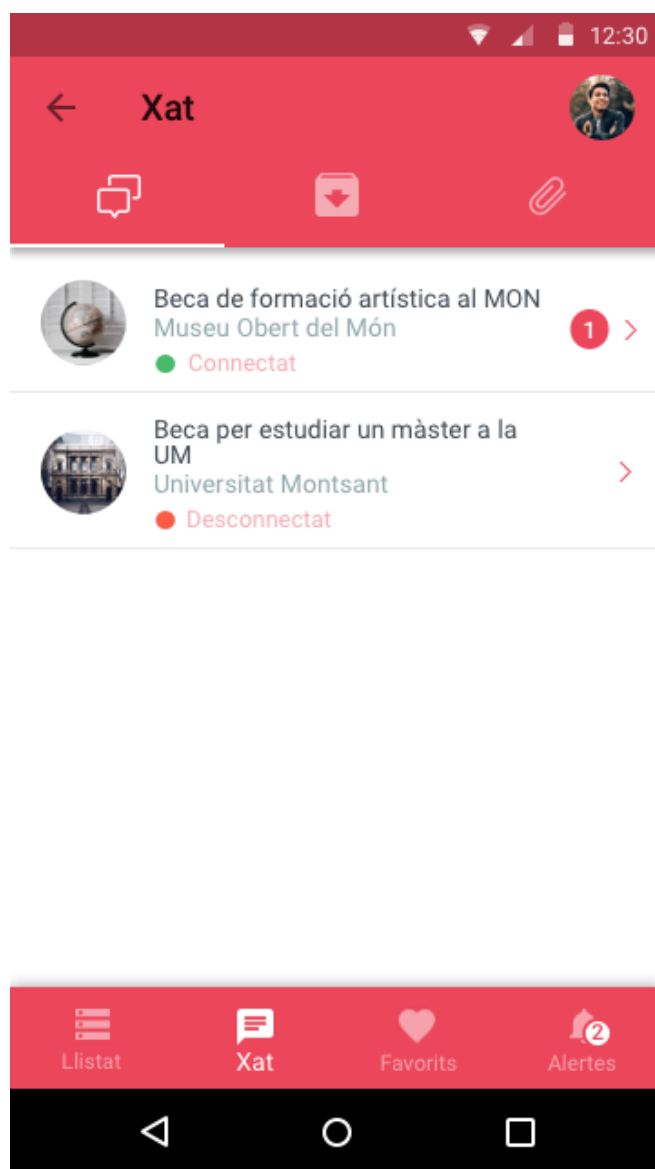 12:30
Xat
Beca de formació artística al MON
Museu Obert del Món
1
Connectat
Beca per estudiar un màster a la
UM
Universitat Montsant
Desconnectat
2
Llistat
Xat
Favorits
Alertes